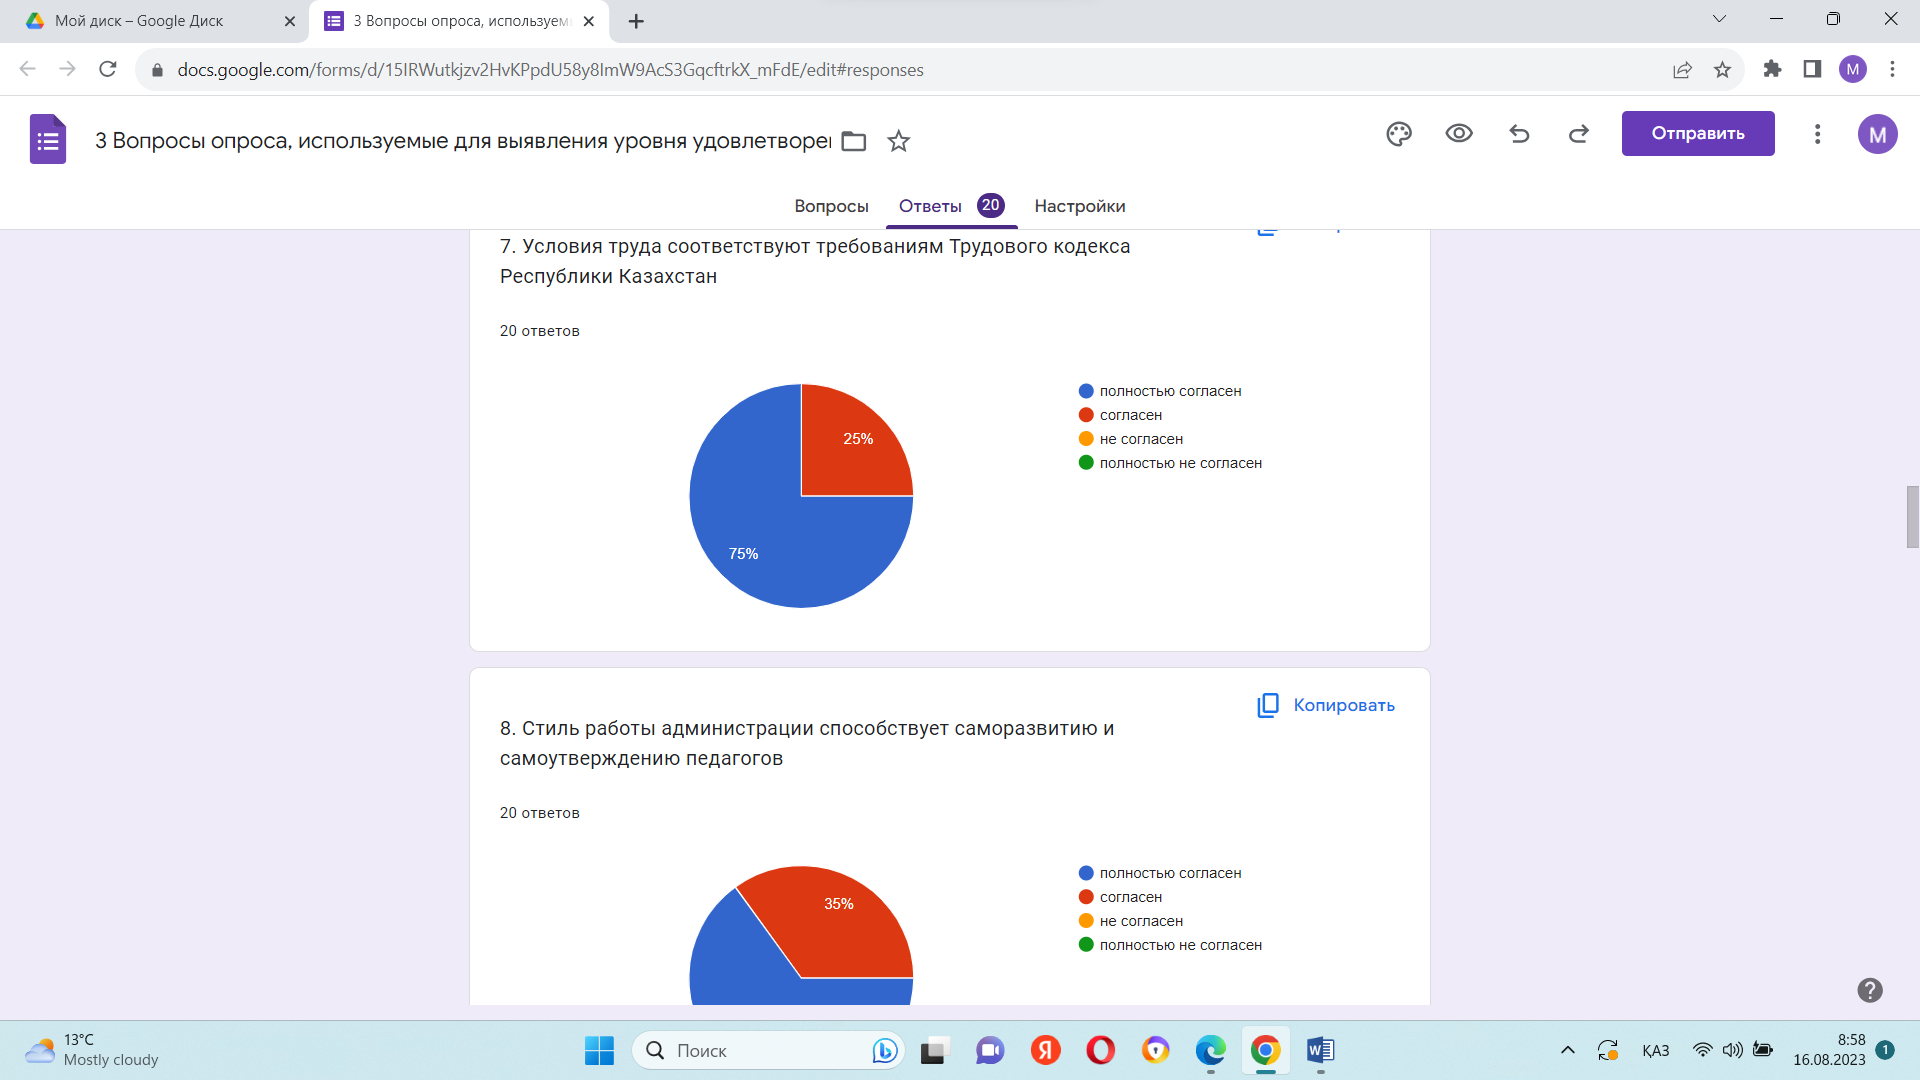 Мой диск – Google Диск
3 Вопросы опроса, используем
docs.google.com/forms/d/15IRWutkjzv2HvKPpdU58y8ImW9AcS3GqcftrkX_mFdE/edit#responses
M
3 Вопросы опроса, используемые для выявления уровня удовлетворен
Отправить
M
Вопросы Ответы 20 Настройки
7. Условия труда соответствуют требованиям Трудового кодекса
Республики Казахстан
20 ответов
25%
75%
полностью согласен
согласен
не согласен
полностью не согласен
Копировать
8. Стиль работы администрации способствует саморазвитию и
самоутверждению педагогов
20 ответов
35%
полностью согласен
согласен
не согласен
полностью не согласен
13°C
Mostly cloudy
Поиск
ҚАЗ
8:58
16.08.2023
1